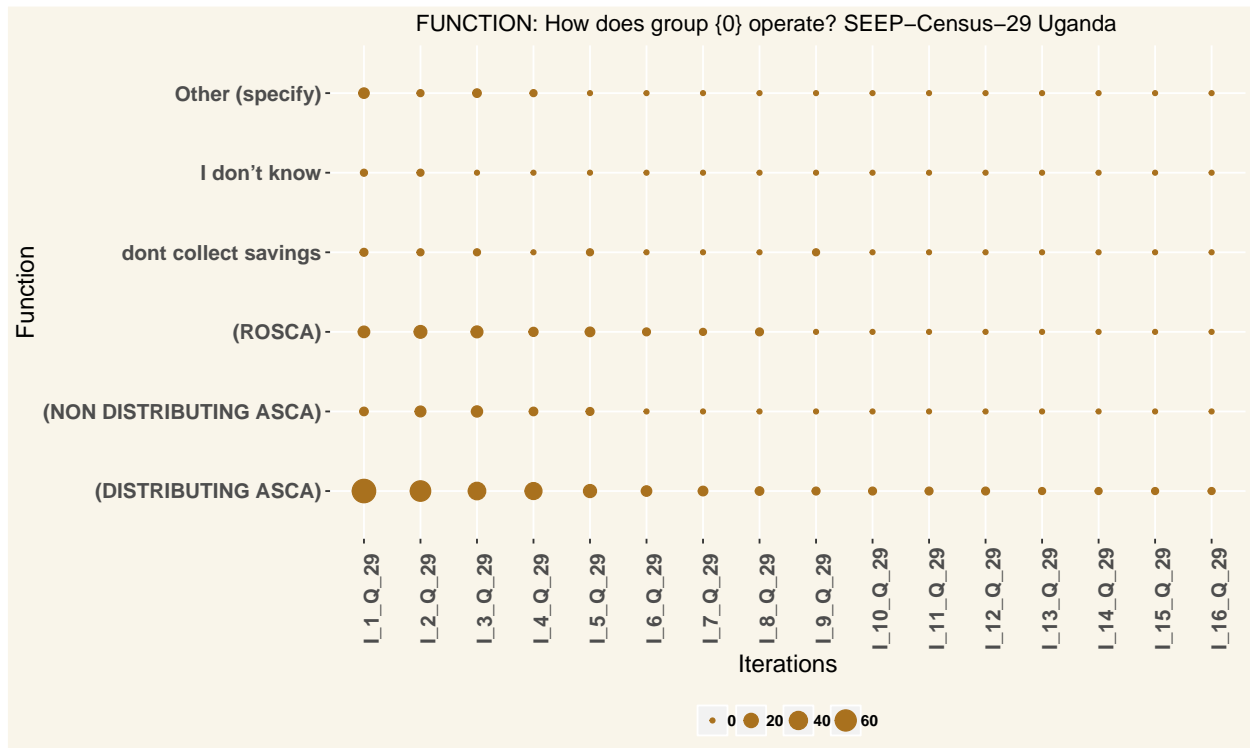 FUNCTION: How does group {0} operate? SEEP−Census−29 Uganda
Function
Other (specify)
I don’t know
dont collect savings
(ROSCA)
(NON DISTRIBUTING ASCA)
(DISTRIBUTING ASCA)
I_1_Q_29
I_2_Q_29
I_3_Q_29
I_4_Q_29
I_5_Q_29
I_6_Q_29
I_7_Q_29
I_8_Q_29
I_9_Q_29
I_10_Q_29
I_11_Q_29
I_12_Q_29
I_13_Q_29
I_14_Q_29
I_15_Q_29
I_16_Q_29
Iterations
0 20 40 60